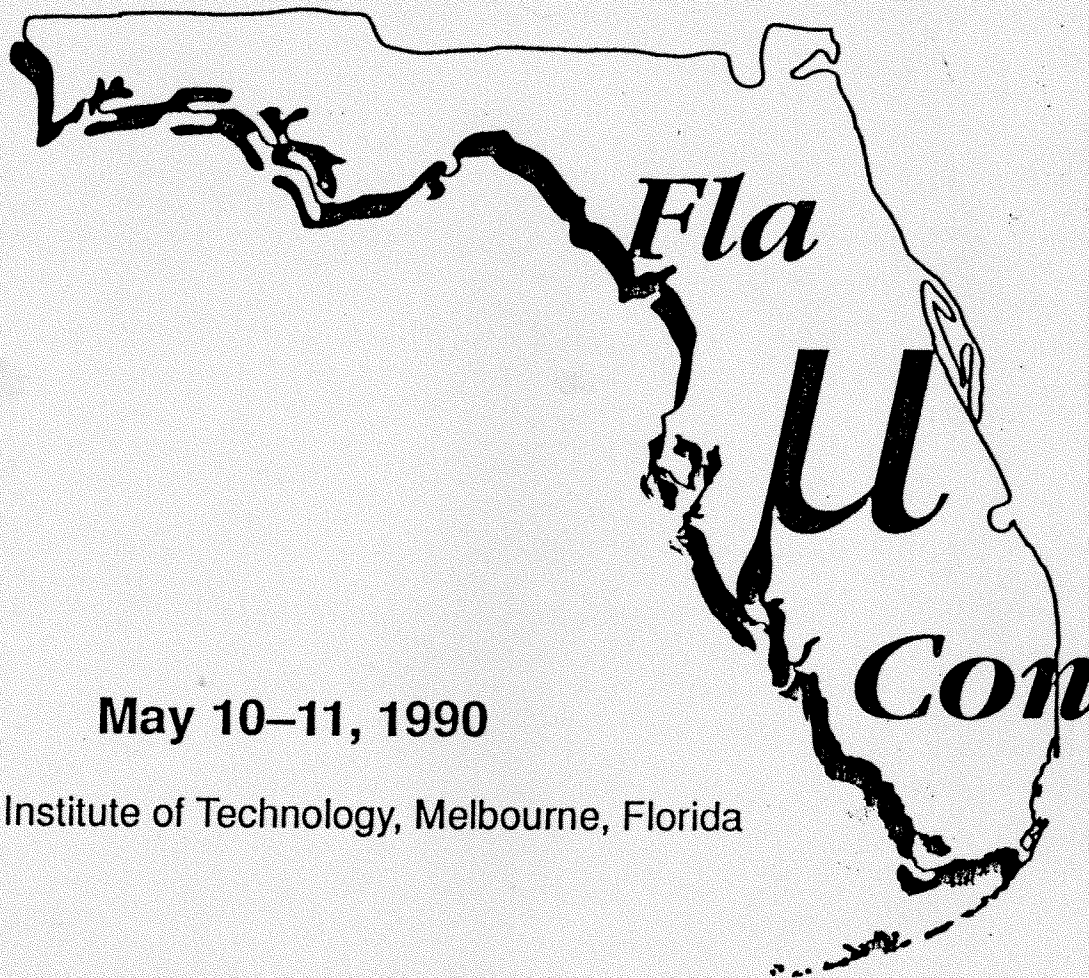 Fla
μ
Con
May 10–11, 1990
Institute of Technology, Melbourne, Florida